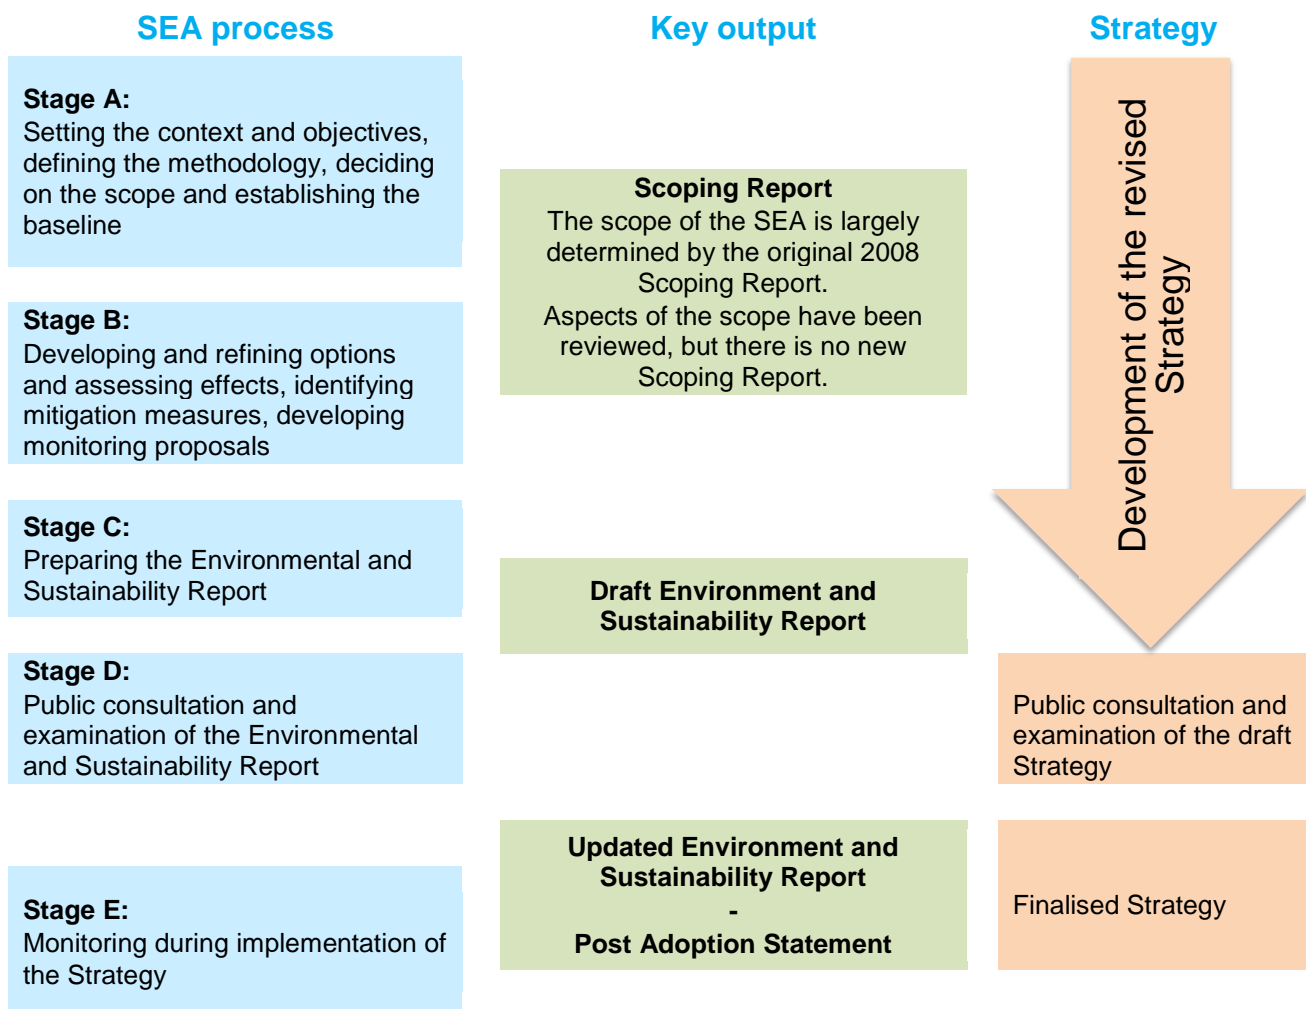 SEA process
Key output
Strategy
Stage A:
Setting the context and objectives,
defining the methodology, deciding
on the scope and establishing the
baseline
Stage B:
Developing and refining options
and assessing effects, identifying
mitigation measures, developing
monitoring proposals
Stage C:
Preparing the Environmental and
Sustainability Report
Stage D:
Public consultation and
examination of the Environmental
and Sustainability Report
Stage E:
Monitoring during implementation of
the Strategy
Scoping Report
The scope of the SEA is largely
determined by the original 2008
Scoping Report.
Aspects of the scope have been
reviewed, but there is no new
Scoping Report.
Draft Environment and
Sustainability Report
Updated Environment and
Sustainability Report
-
Post Adoption Statement
Development of the revised
Strategy
Public consultation and
examination of the draft
Strategy
Finalised Strategy